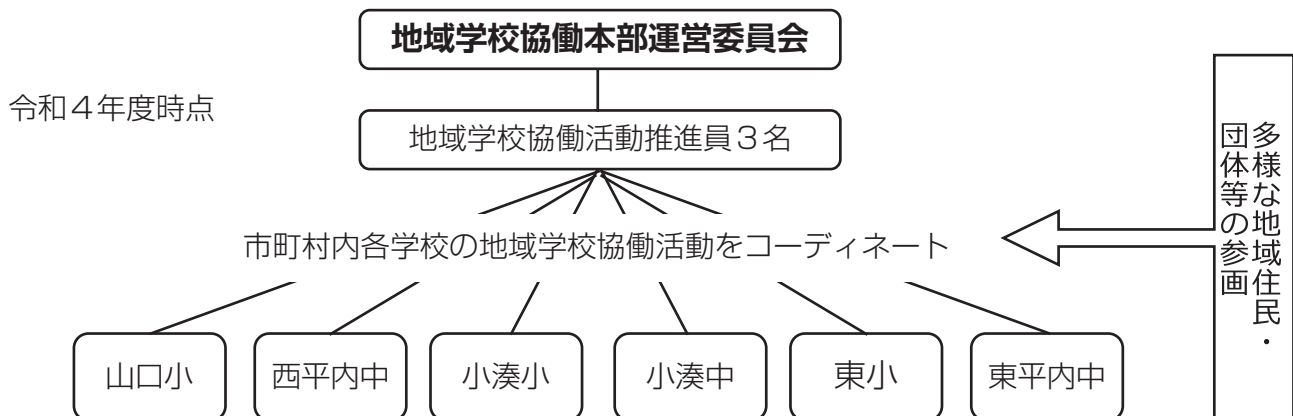 地域学校協働本部運営委員会
令和４年度時点
地域学校協働活動推進員３名
市町村内各学校の地域学校協働活動をコーディネート
多様な地域住民・
団体等の参画
山口小
西平内中
小湊小
小湊中
東小
東平内中